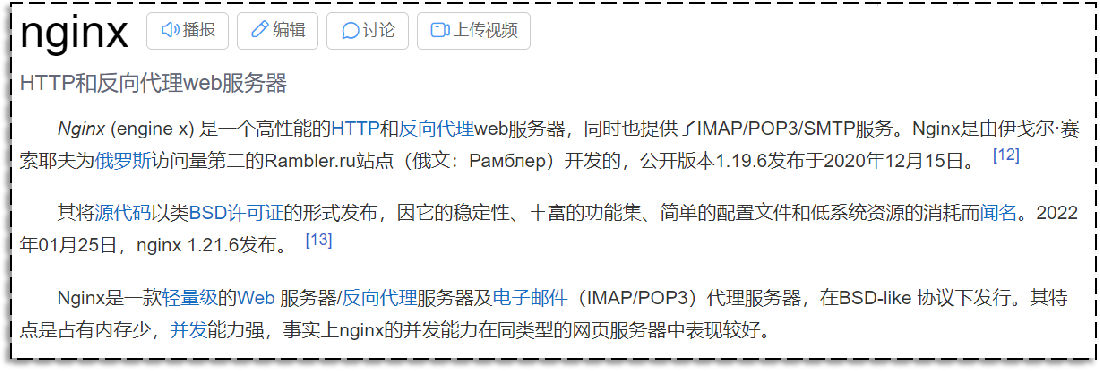 nginx 播报 编辑 讨论 上传视频
HTTP和反向代理web服务器
Nginx (engine x) 是一个高性能的HTTP和反向代理web服务器，同时也提供了IMAP/POP3/SMTP服务。Nginx是由伊戈尔·赛
索耶夫为俄罗斯访问量第二的Rambler.ru站点（俄文：Рамблер）开发的，公开版本1.19.6发布于2020年12月15日。 [12]
其将源代码以类BSD许可证的形式发布，因它的稳定性、丰富的功能集、简单的配置文件和低系统资源的消耗而闻名。2022
年01月25日，nginx 1.21.6发布。 [13]
Nginx是一款轻量级的Web 服务器/反向代理服务器及电子邮件（IMAP/POP3）代理服务器，在BSD-like 协议下发行。其特
点是占有内存少，并发能力强，事实上nginx的并发能力在同类型的网页服务器中表现较好。